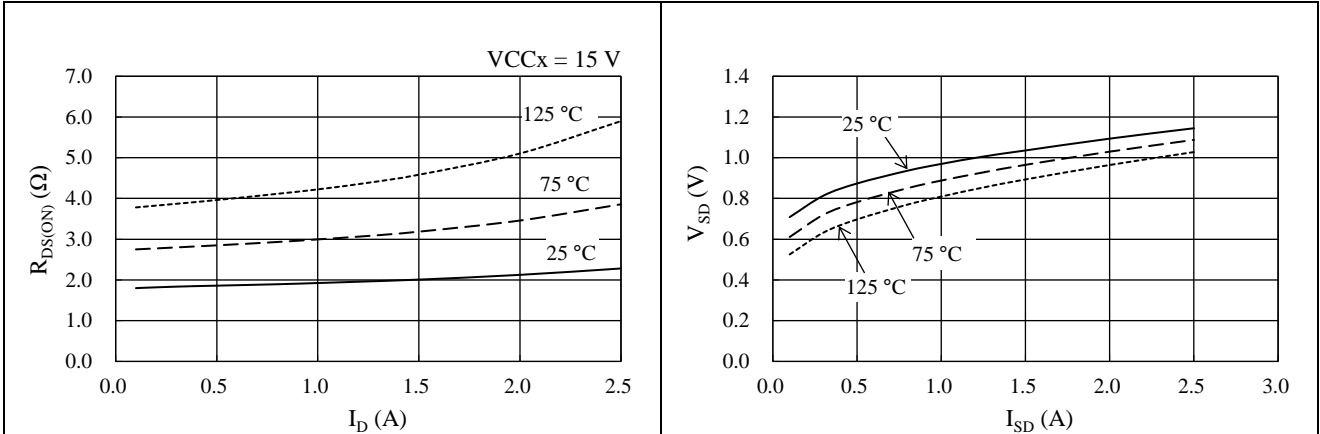 VCCx = 15 V
R_DS(ON) (Ω)
7.0
6.0
5.0
4.0
3.0
2.0
1.0
0.0
125 °C
75 °C
25 °C
0.0 0.5 1.0 1.5 2.0 2.5
I_D (A)
V_SD (V)
1.4
1.2
1.0
0.8
0.6
0.4
0.2
0.0
25 °C
75 °C
125 °C
0.0 0.5 1.0 1.5 2.0 2.5 3.0
I_SD (A)